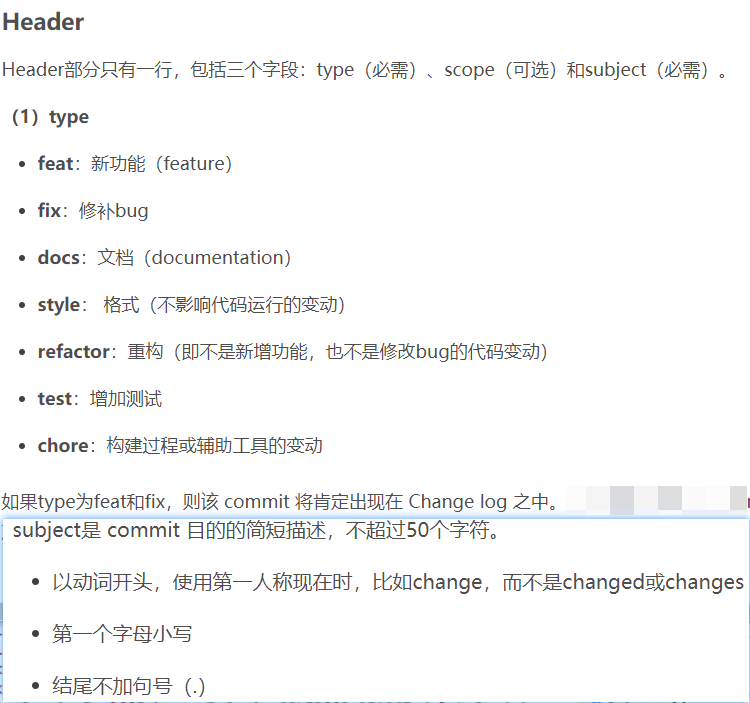 Header
Header部分只有一行，包括三个字段：type（必需）、scope（可选）和subject（必需）。
（1）type
feat：新功能（feature）
fix：修补bug
docs：文档（documentation）
style： 格式（不影响代码运行的变动）
refactor：重构（即不是新增功能，也不是修改bug的代码变动）
test：增加测试
chore：构建过程或辅助工具的变动
如果type为feat和fix，则该 commit 将肯定出现在 Change log 之中。
subject是 commit 目的的简短描述，不超过50个字符。
以动词开头，使用第一人称现在时，比如change，而不是changed或changes
第一个字母小写
结尾不加句号（.）